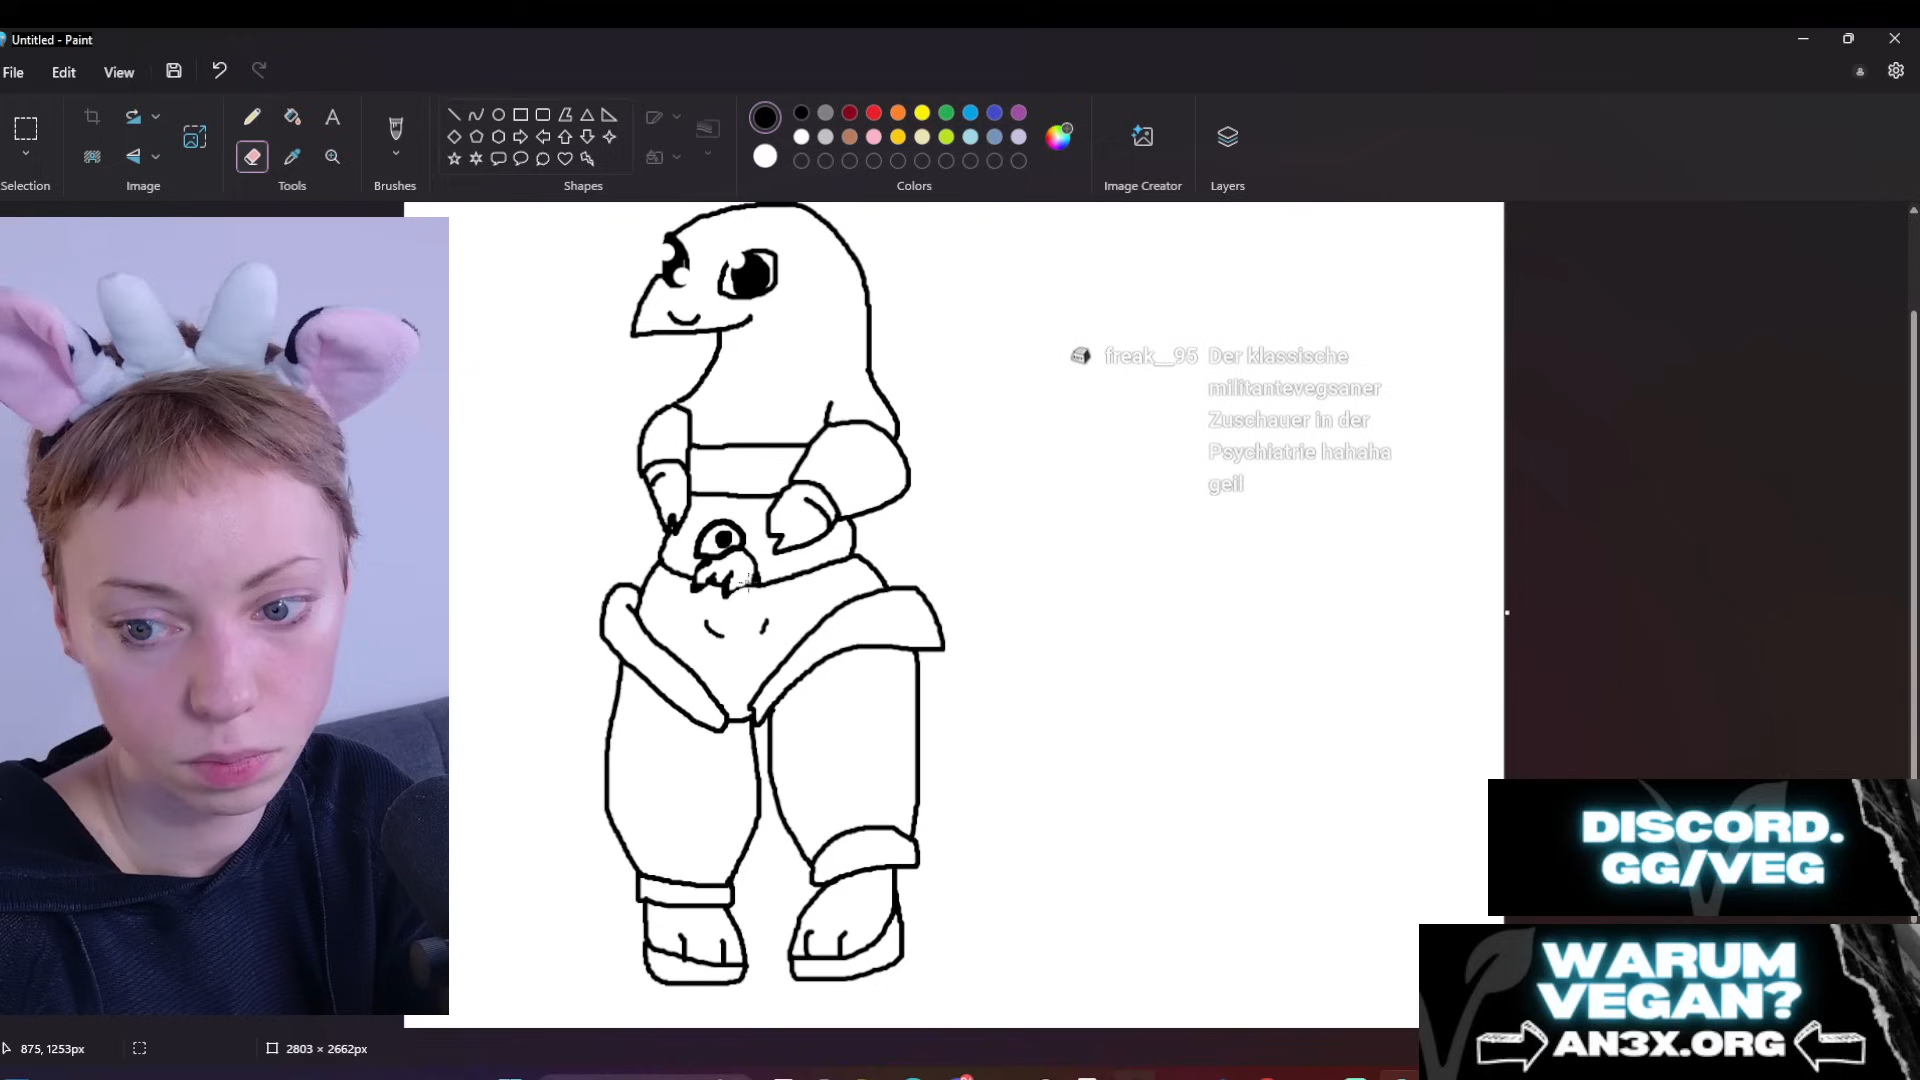 Untitled - Paint
File Edit View
Selection Image Tools Brushes Shapes Colors Image Creator Layers
freak__95 Der klassische
militantevegsaner
Zuschauer in der
Psychiatrie hahaha
geil
DISCORD.
GG/VEG
WARUM
VEGAN?
AN3X.ORG
875, 1253px
2803 × 2662px